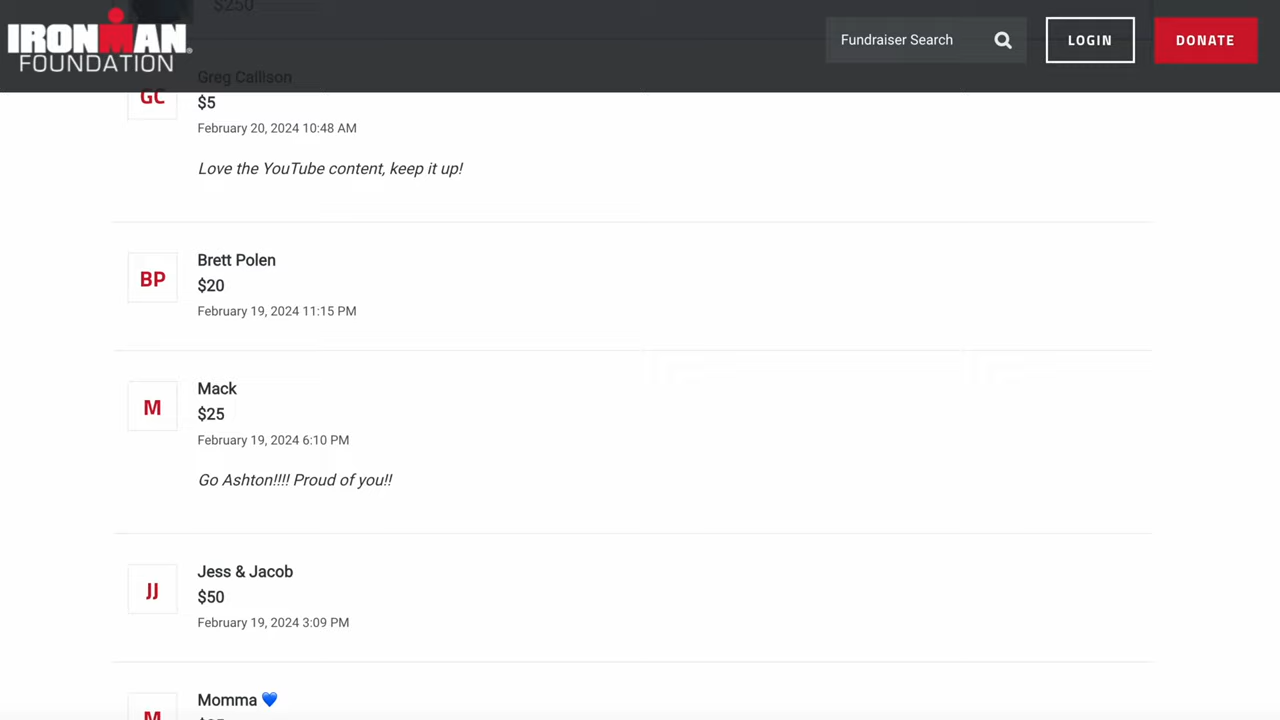 $250
IRONMAN
FOUNDATION
Fundraiser Search
LOGIN
DONATE
GC
Greg Callison
$5
February 20, 2024 10:48 AM
Love the YouTube content, keep it up!
BP
Brett Polen
$20
February 19, 2024 11:15 PM
M
Mack
$25
February 19, 2024 6:10 PM
Go Ashton!!!! Proud of you!!
JJ
Jess & Jacob
$50
February 19, 2024 3:09 PM
M
Momma 💙